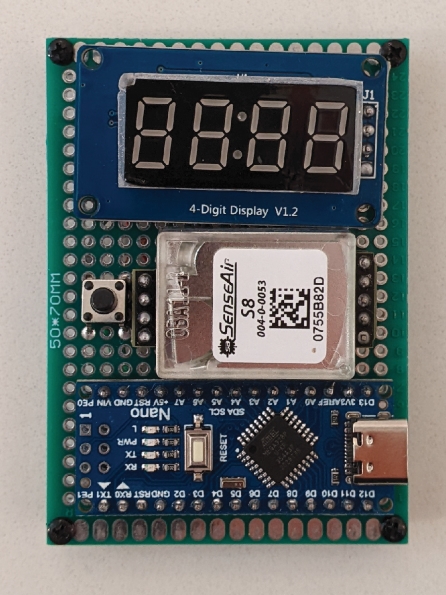 J1
4-Digit Display V1.2
SenseAir
S8
004-0-0053
0755B82D
50*70MM
D13 3V3 AREF A0 A1 A2 A3 A4 A5 A6 A7 +5V RST GND VIN PE0
SDA SCL
Nano
1
L
PWR
TX
RX
RESET
D12 D11 D10 D9 D8 D7 D6 D5 D4 D3 D2 GND RST RX0 TX1 PE1